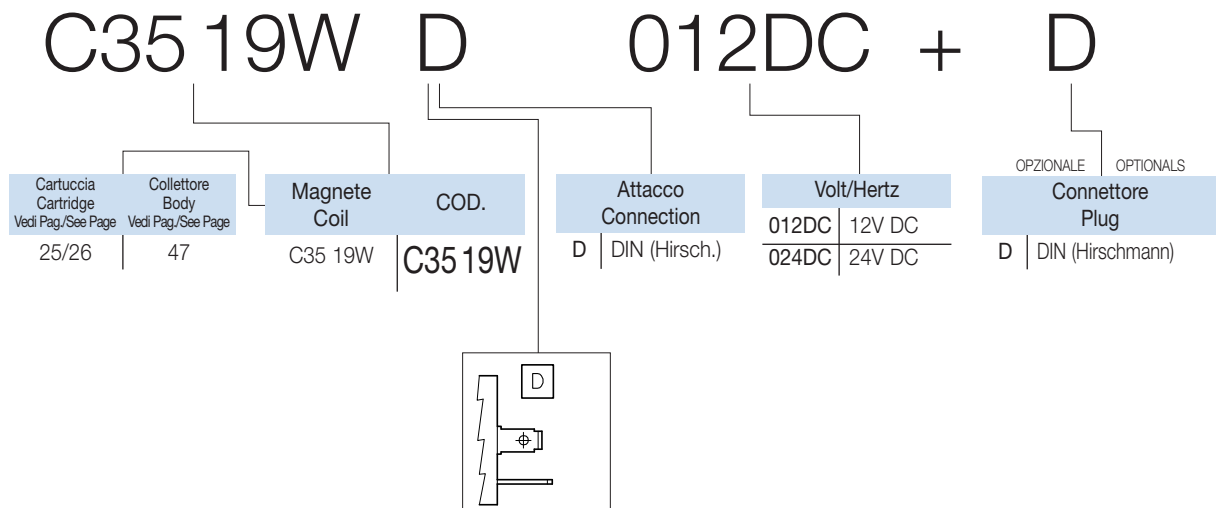 C35 19W D 012DC + D
OPZIONALE OPTIONALS
Cartuccia
Cartridge
Vedi Pag./See Page
25/26
Collettore
Body
Vedi Pag./See Page
47
Magnete
Coil
C35 19W
COD.
C35 19W
Attacco
Connection
D DIN (Hirsch.)
Volt/Hertz
012DC 12V DC
024DC 24V DC
Connettore
Plug
D DIN (Hirschmann)
D